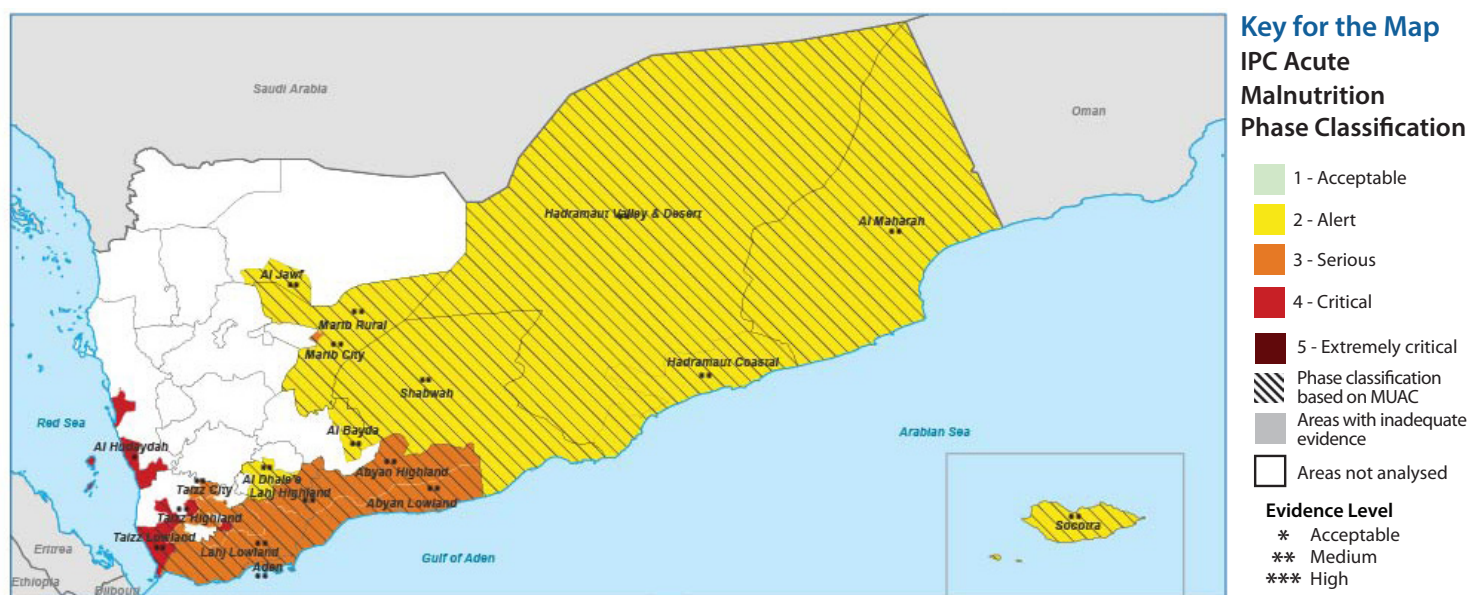 Key for the Map
IPC Acute
Malnutrition
Phase Classification
1 - Acceptable
2 - Alert
3 - Serious
4 - Critical
5 - Extremely critical
Phase classification
based on MUAC
Areas with inadequate
evidence
Areas not analysed
Evidence Level
* Acceptable
** Medium
*** High
Saudi Arabia
Oman
Hadramaut Valley & Desert
**
Al Maharah
**
Al Jawf
**
**
Marib Rural
**
Marib City
Hadramaut Coastal
**
**
Shabwah
Red Sea
Al Bayda
**
Arabian Sea
Al Hudaydah
*
**
Abyan Highland
**
Al Dhale'e
**
Taizz City
Lahj Highland
**
**
Abyan Lowland
**
Taizz Highland
Socotra
**
Taizz Lowland
**
**
Lahj Lowland
Aden
**
Gulf of Aden
Eritrea
Ethiopia
Djibouti